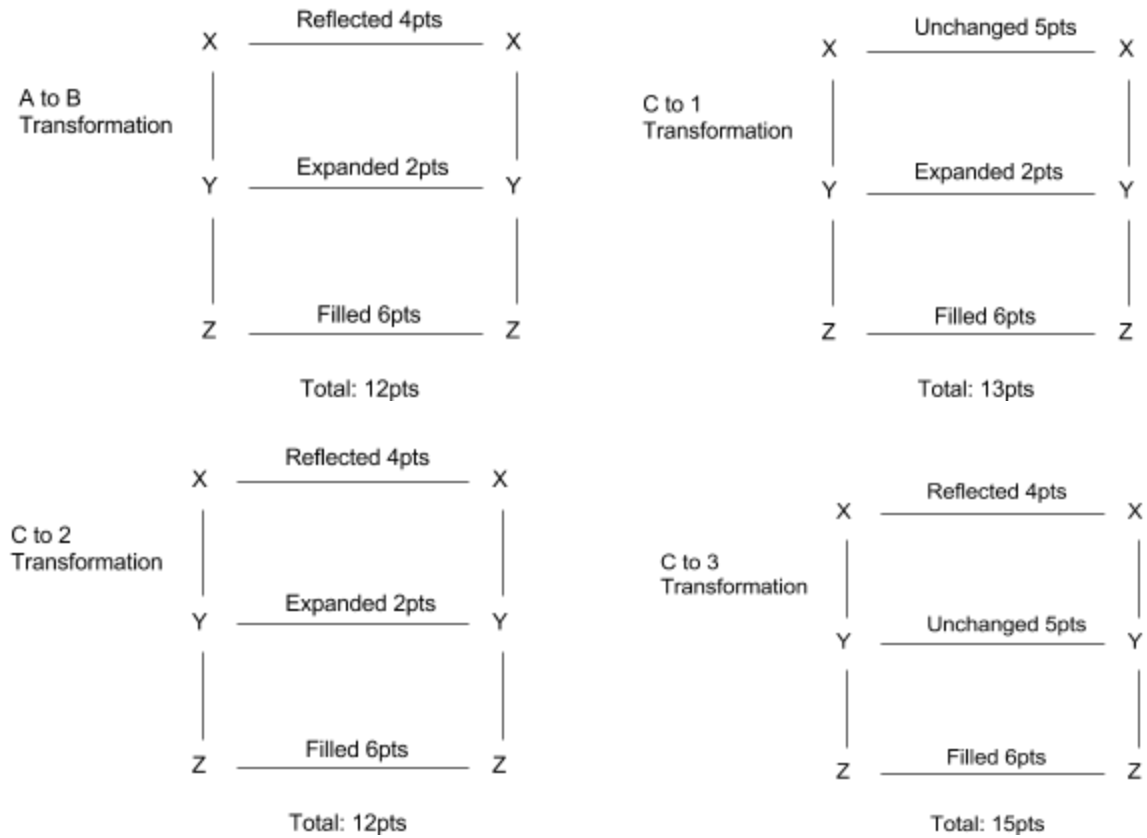 Reflected 4pts
X X
A to B
Transformation
Expanded 2pts
Y Y
Filled 6pts
Z Z
Total: 12pts
Unchanged 5pts
X X
C to 1
Transformation
Expanded 2pts
Y Y
Filled 6pts
Z Z
Total: 13pts
Reflected 4pts
X X
C to 2
Transformation
Expanded 2pts
Y Y
Filled 6pts
Z Z
Total: 12pts
Reflected 4pts
X X
C to 3
Transformation
Unchanged 5pts
Y Y
Filled 6pts
Z Z
Total: 15pts